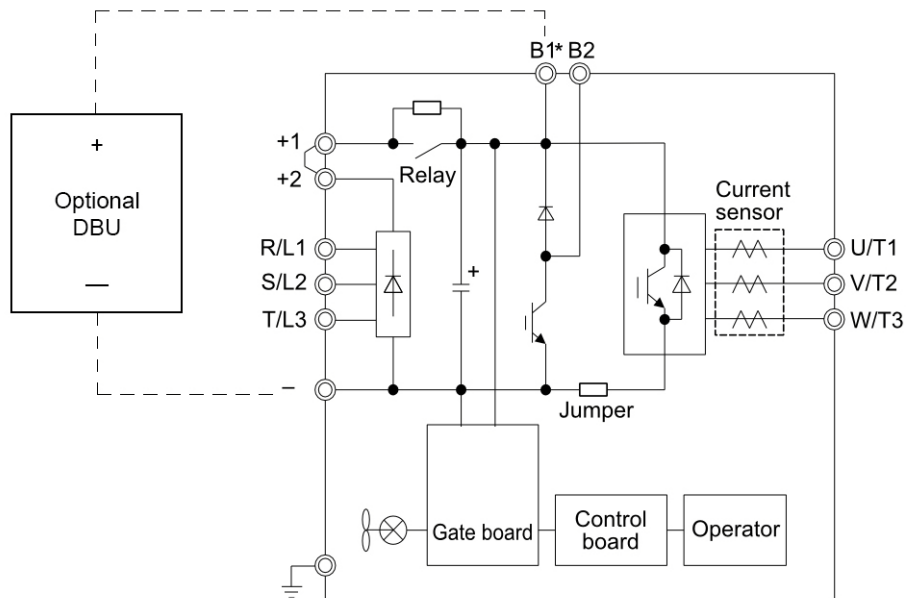 B1* B2
+
Optional
DBU
—
+1
+2
Relay
R/L1
S/L2
T/L3
+
Current
sensor
U/T1
V/T2
W/T3
–
Jumper
Gate board
Control
board
Operator